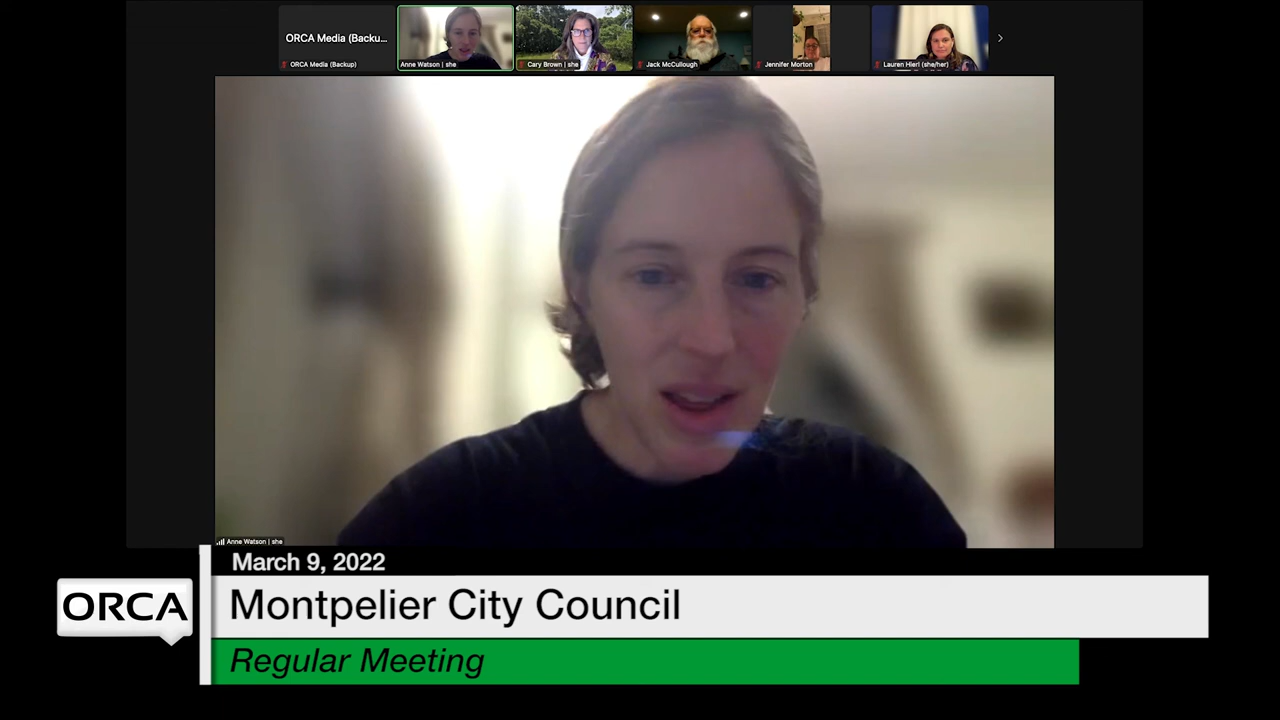 ORCA Media (Backu...
ORCA Media (Backup)
Anne Watson | she
Cary Brown | she
Jack McCullough
Jennifer Morton
Lauren Hierl (she/her)
Anne Watson | she
March 9, 2022
ORCA
Montpelier City Council
Regular Meeting